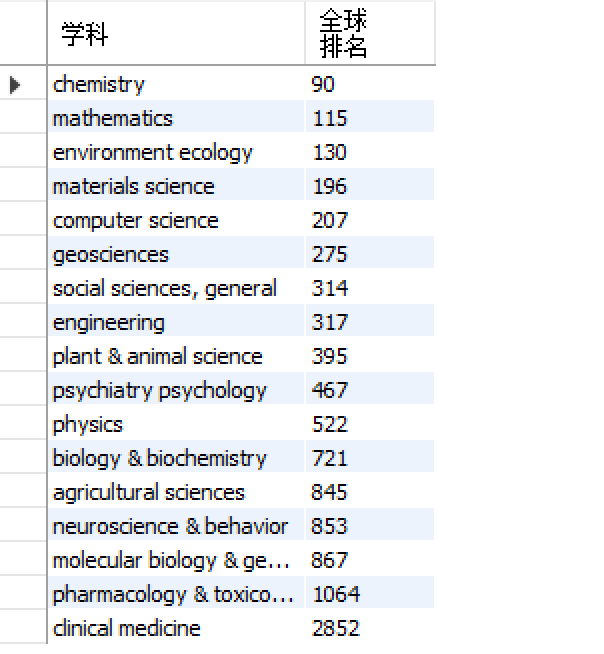 学科 全球
排名
chemistry 90
mathematics 115
environment ecology 130
materials science 196
computer science 207
geosciences 275
social sciences, general 314
engineering 317
plant & animal science 395
psychiatry psychology 467
physics 522
biology & biochemistry 721
agricultural sciences 845
neuroscience & behavior 853
molecular biology & ge... 867
pharmacology & toxico... 1064
clinical medicine 2852